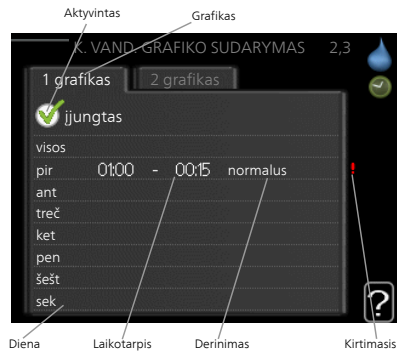 Aktyvintas
Grafikas
K. VAND. GRAFIKO SUDARYMAS 2,3
1 grafikas
2 grafikas
įjungtas
visos
pir 01:00 - 00:15 normalus !
ant
treč
ket
pen
šešt
sek
?
Diena
Laikotarpis
Derinimas
Kirtimasis